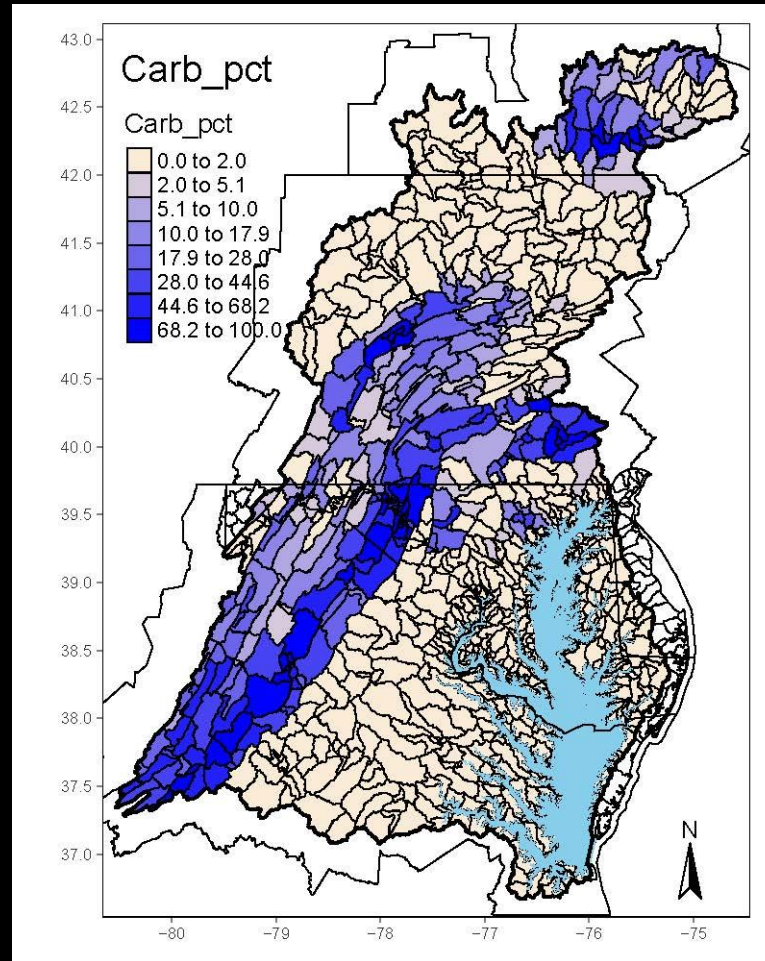 Carb_pct
Carb_pct
0.0 to 2.0
2.0 to 5.1
5.1 to 10.0
10.0 to 17.9
17.9 to 28.0
28.0 to 44.6
44.6 to 68.2
68.2 to 100.0
43.0
42.5
42.0
41.5
41.0
40.5
40.0
39.5
39.0
38.5
38.0
37.5
37.0
N
−80 −79 −78 −77 −76 −75